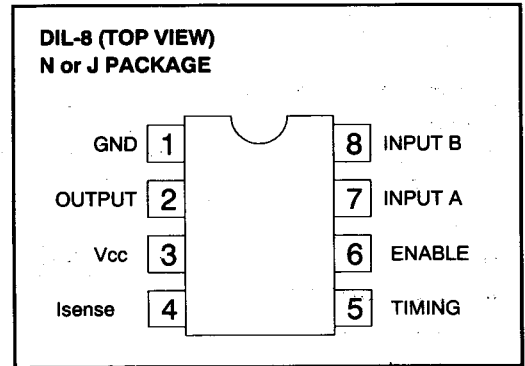 DIL-8 (TOP VIEW)
N or J PACKAGE
GND 1 8 INPUT B
OUTPUT 2 7 INPUT A
Vcc 3 6 ENABLE
Isense 4 5 TIMING